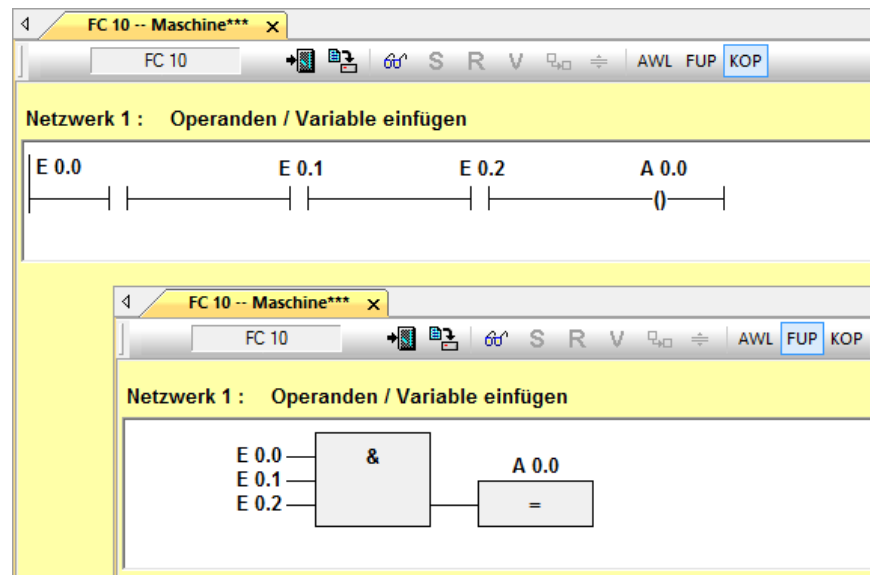 FC 10 -- Maschine*** x
FC 10 S R V AWL FUP KOP
Netzwerk 1 : Operanden / Variable einfügen
E 0.0 E 0.1 E 0.2 A 0.0
()
FC 10 -- Maschine*** x
FC 10 S R V AWL FUP KOP
Netzwerk 1 : Operanden / Variable einfügen
E 0.0 &
E 0.1 A 0.0
E 0.2 =